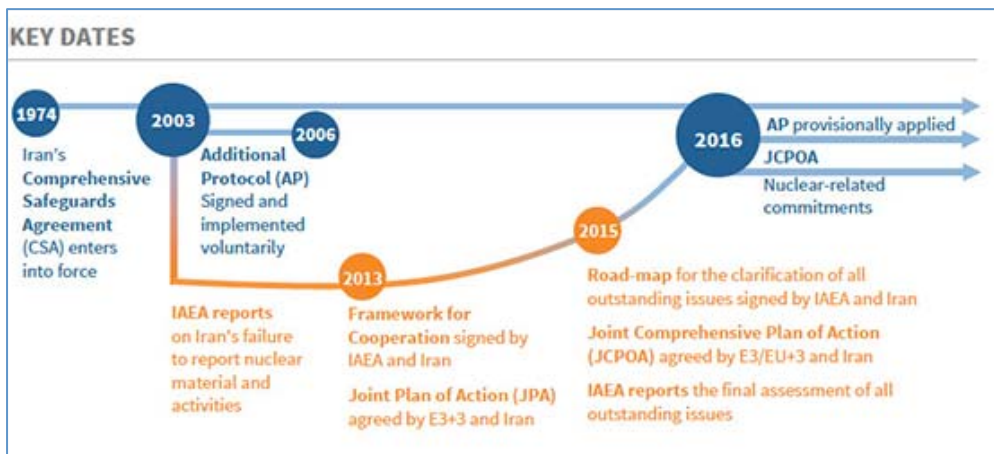 KEY DATES
1974
Iran's
Comprehensive
Safeguards
Agreement
(CSA) enters
into force
2003
2006
Additional
Protocol (AP)
Signed and
implemented
voluntarily
IAEA reports
on Iran's failure
to report nuclear
material and
activities
2013
Framework for
Cooperation signed by
IAEA and Iran
Joint Plan of Action (JPA)
agreed by E3+3 and Iran
2015
Road-map for the clarification of all
outstanding issues signed by IAEA and Iran
Joint Comprehensive Plan of Action
(JCPOA) agreed by E3/EU+3 and Iran
IAEA reports the final assessment of all
outstanding issues
2016
AP provisionally applied
JCPOA
Nuclear-related
commitments